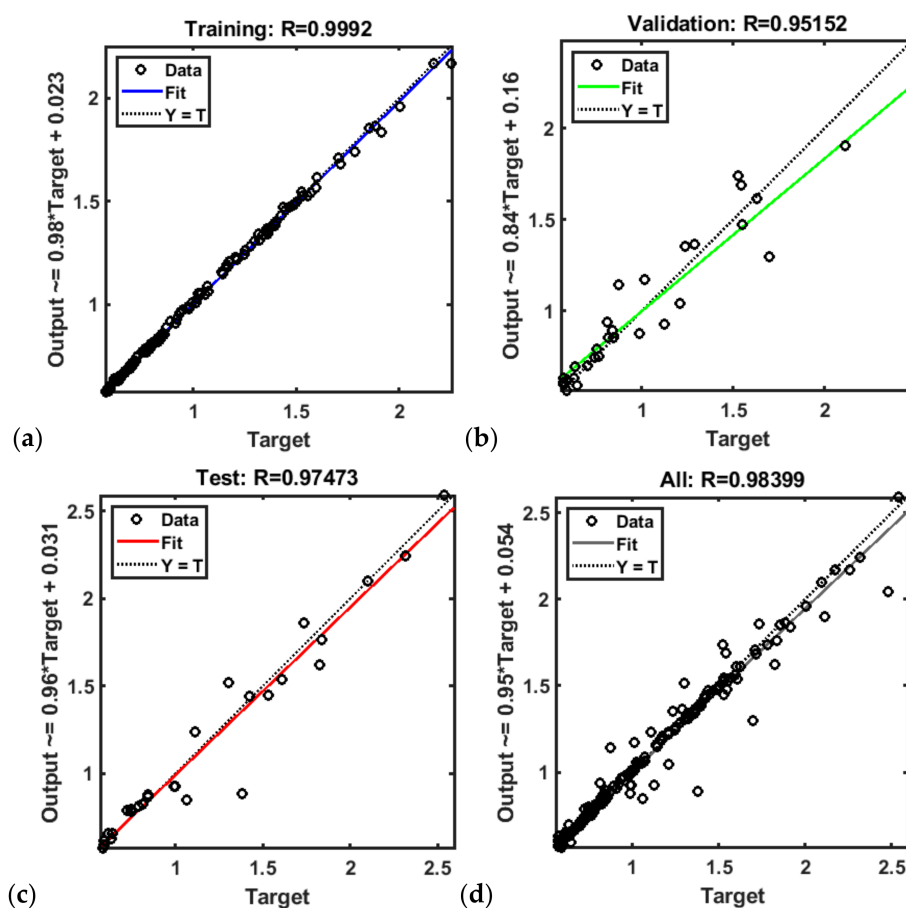 Training: R=0.9992
Output ~= 0.98*Target + 0.023
Data
Fit
Y = T
2
1.5
1
1
1.5
2
Target
(a)
Validation: R=0.95152
Output ~= 0.84*Target + 0.16
Data
Fit
Y = T
2
1.5
1
1
1.5
2
Target
(b)
Test: R=0.97473
Output ~= 0.96*Target + 0.031
Data
Fit
Y = T
2.5
2
1.5
1
1
1.5
2
2.5
Target
(c)
All: R=0.98399
Output ~= 0.95*Target + 0.054
Data
Fit
Y = T
2.5
2
1.5
1
1
1.5
2
2.5
Target
(d)